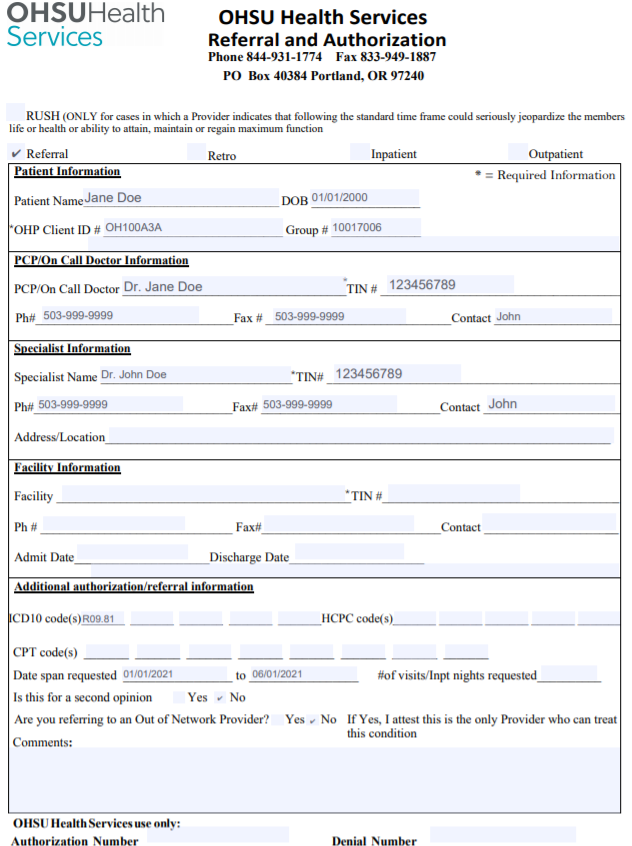 OHSUHealth
Services
OHSU Health Services
Referral and Authorization
Phone 844-931-1774 Fax 833-949-1887
PO Box 40384 Portland, OR 97240
RUSH (ONLY for cases in which a Provider indicates that following the standard time frame could seriously jeopardize the members
life or health or ability to attain, maintain or regain maximum function
✔ Referral Retro Inpatient Outpatient
Patient Information * = Required Information
Patient Name Jane Doe DOB 01/01/2000
*OHP Client ID # OH100A3A Group # 10017006
PCP/On Call Doctor Information
PCP/On Call Doctor Dr. Jane Doe *TIN # 123456789
Ph# 503-999-9999 Fax # 503-999-9999 Contact John
Specialist Information
Specialist Name Dr. John Doe *TIN# 123456789
Ph# 503-999-9999 Fax# 503-999-9999 Contact John
Address/Location
Facility Information
Facility *TIN #
Ph # Fax# Contact
Admit Date Discharge Date
Additional authorization/referral information
ICD10 code(s) R09.81 HCPC code(s)
CPT code(s)
Date span requested 01/01/2021 to 06/01/2021 #of visits/Inpt nights requested
Is this for a second opinion Yes ✔ No
Are you referring to an Out of Network Provider? Yes ✔ No If Yes, I attest this is the only Provider who can treat
this condition
Comments:
OHSU Health Services use only:
Authorization Number Denial Number